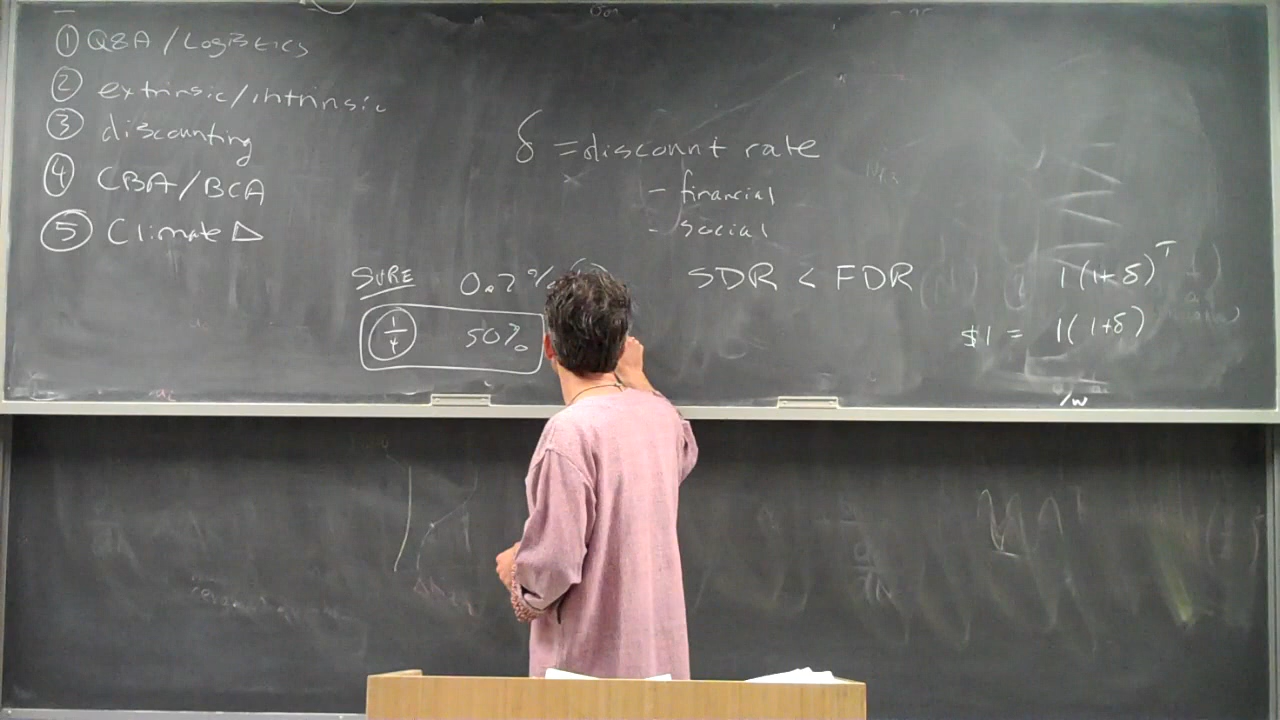 ① Q&A / Logistics
② extrinsic/intrinsic
③ discounting
④ CBA/BCA
⑤ Climate Δ
δ = discount rate
- financial
- social
SURE 0.2%
1/4 50%
SDR < FDR
1(1+δ)^T
$1 = 1(1+δ)